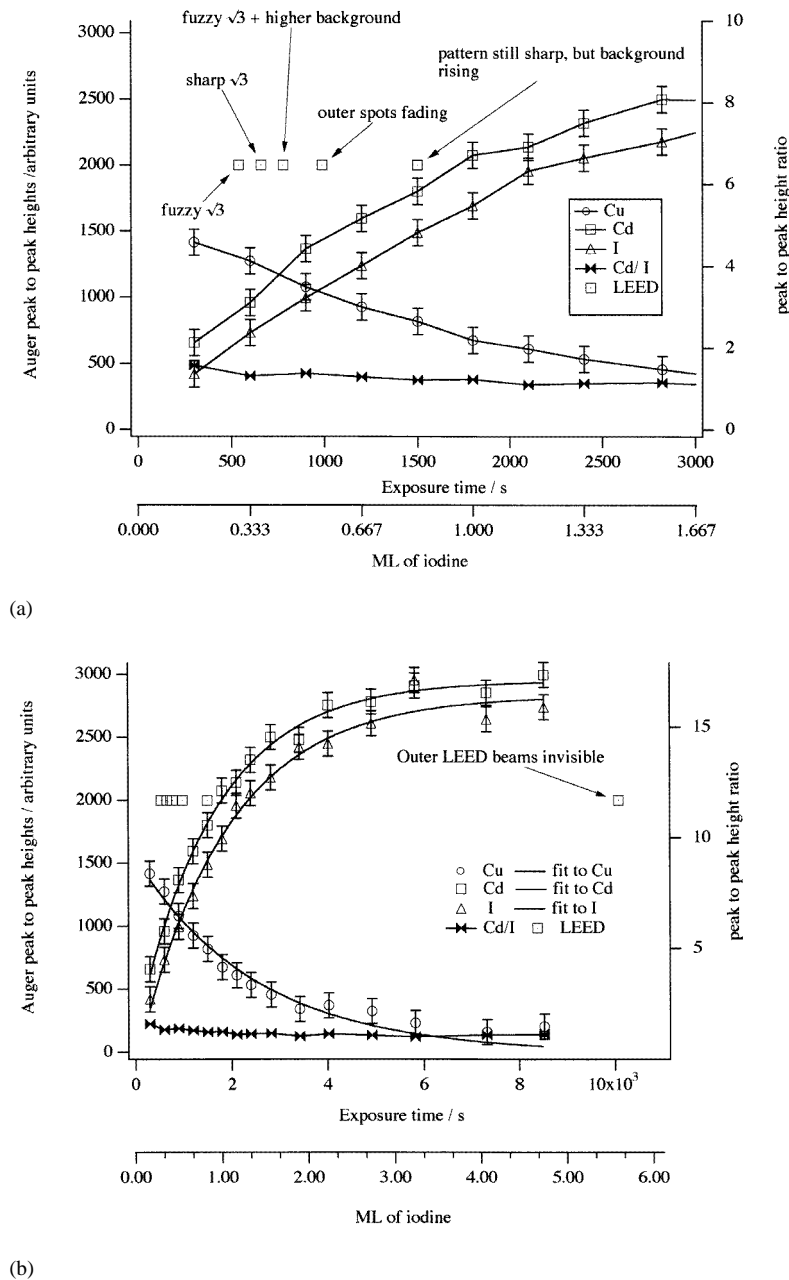 fuzzy √3 + higher background
sharp √3
pattern still sharp, but background
rising
outer spots fading
fuzzy √3
Auger peak to peak heights /arbitrary units
3000
2500
2000
1500
1000
500
0
10
8
6
4
2
0
peak to peak height ratio
Cu
Cd
I
Cd/ I
LEED
0 500 1000 1500 2000 2500 3000
Exposure time / s
0.000 0.333 0.667 1.000 1.333 1.667
ML of iodine
(a)
Auger peak to peak heights / arbitrary units
3000
2500
2000
1500
1000
500
0
15
10
5
peak to peak height ratio
Outer LEED beams invisible
Cu fit to Cu
Cd fit to Cd
I fit to I
Cd/I LEED
0 2 4 6 8 10x10³
Exposure time / s
0.00 1.00 2.00 3.00 4.00 5.00 6.00
ML of iodine
(b)